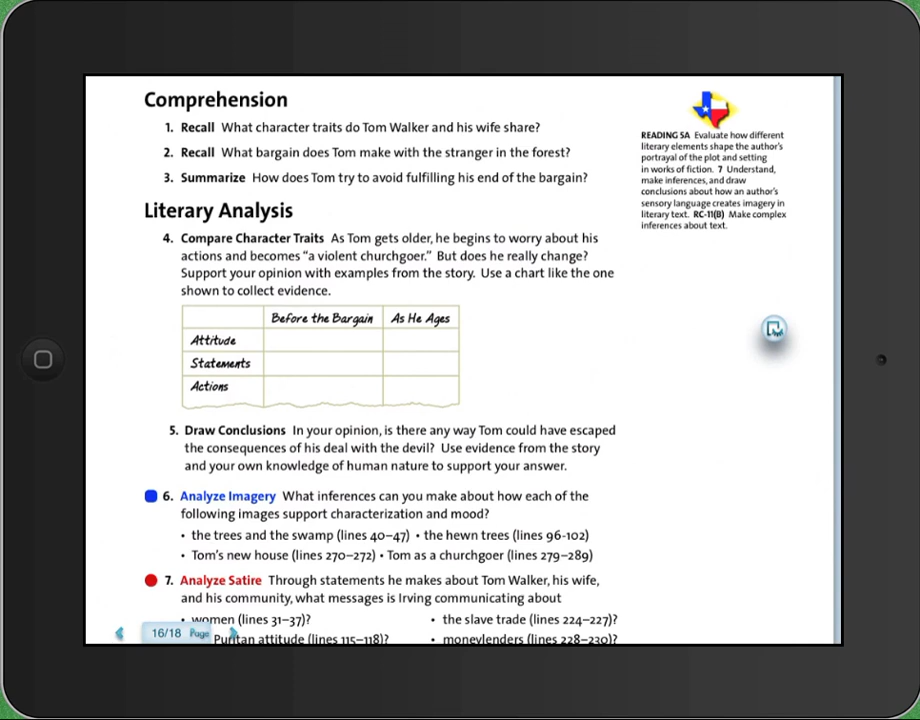 Comprehension
1. Recall What character traits do Tom Walker and his wife share?
2. Recall What bargain does Tom make with the stranger in the forest?
3. Summarize How does Tom try to avoid fulfilling his end of the bargain?
Literary Analysis
4. Compare Character Traits As Tom gets older, he begins to worry about his
actions and becomes “a violent churchgoer.” But does he really change?
Support your opinion with examples from the story. Use a chart like the one
shown to collect evidence.
Before the Bargain As He Ages
Attitude
Statements
Actions
5. Draw Conclusions In your opinion, is there any way Tom could have escaped
the consequences of his deal with the devil? Use evidence from the story
and your own knowledge of human nature to support your answer.
6. Analyze Imagery What inferences can you make about how each of the
following images support characterization and mood?
• the trees and the swamp (lines 40–47) • the hewn trees (lines 96-102)
• Tom's new house (lines 270–272) • Tom as a churchgoer (lines 279–289)
7. Analyze Satire Through statements he makes about Tom Walker, his wife,
and his community, what messages is Irving communicating about
• women (lines 31–37)? • the slave trade (lines 224–227)?
Puritan attitude (lines 115–118)? • moneylenders (lines 228–230)?
16/18 Page
READING 5A Evaluate how different
literary elements shape the author's
portrayal of the plot and setting
in works of fiction. 7 Understand,
make inferences, and draw
conclusions about how an author's
sensory language creates imagery in
literary text. RC-11(B) Make complex
inferences about text.